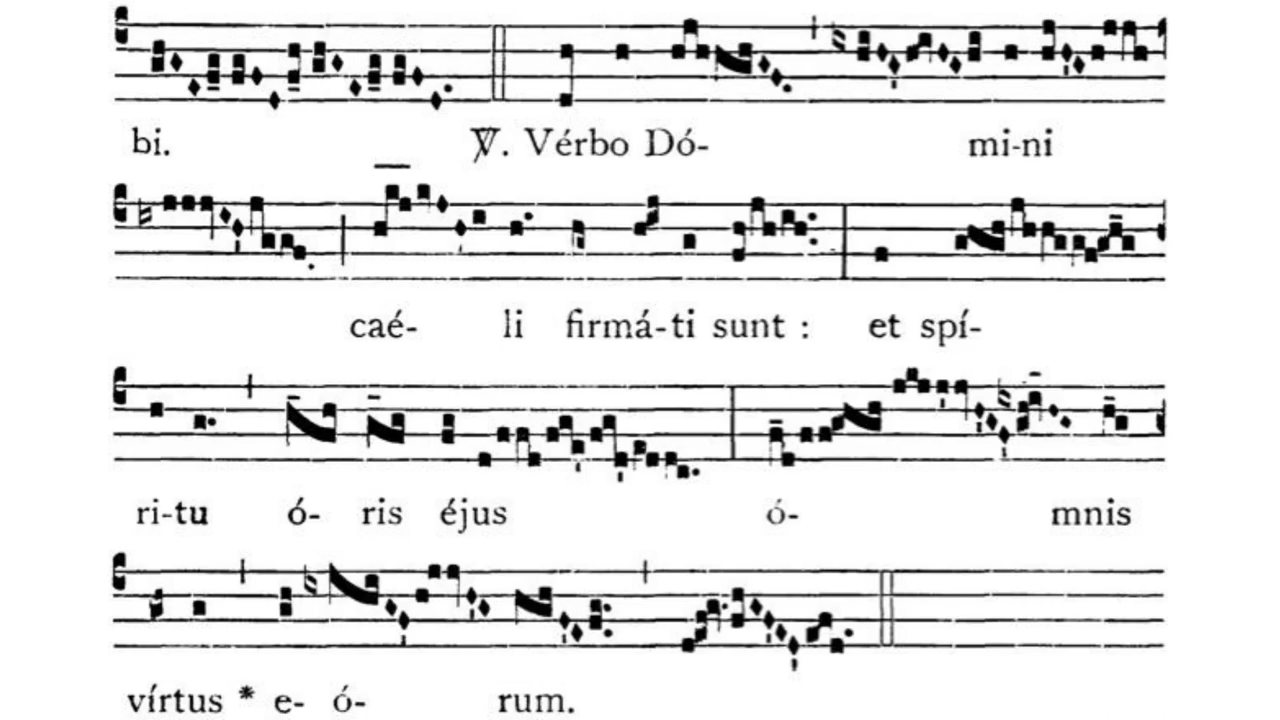 bi. ℣. Vérbo Dó- mi-ni
caé- li firmá-ti sunt : et spí-
ri-tu ó- ris éjus ó- mnis
vírtus * e- ó- rum.